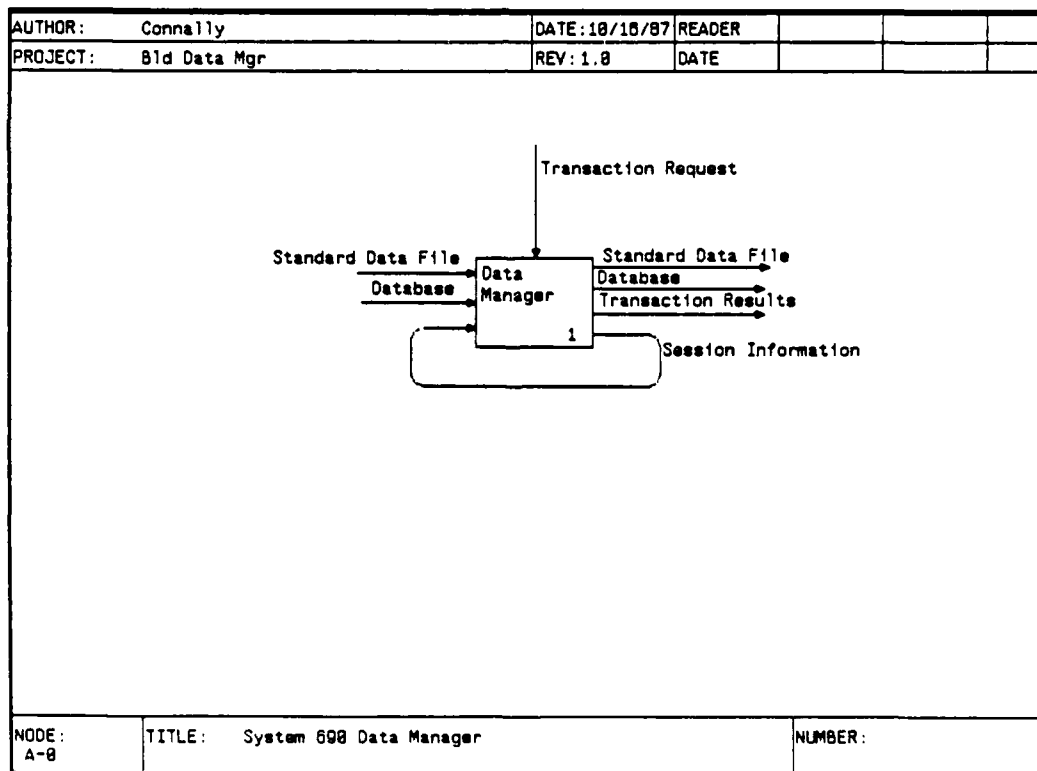 AUTHOR: Connally DATE:10/16/87 READER
PROJECT: Bld Data Mgr REV:1.0 DATE
Transaction Request
Standard Data File
Database
Data
Manager
1
Standard Data File
Database
Transaction Results
Session Information
NODE: TITLE: System 690 Data Manager NUMBER:
A-0